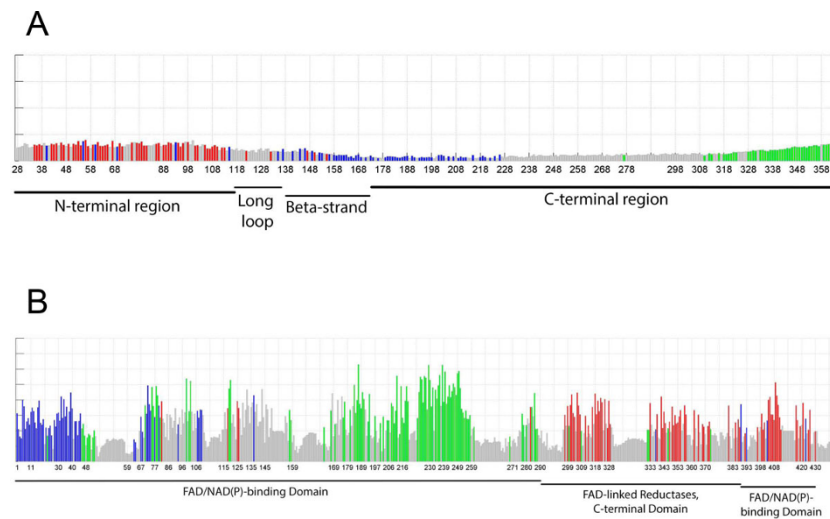 A
28 38 48 58 68 88 98 108 118 128 138 148 158 168 178 188 198 208 218 228 258 268 278 298 308 318 328 338 348 358
N-terminal region
Long
loop
Beta-strand
C-terminal region
B
1 11 30 40 48 59 67 77 86 96 106 115 125 135 145 159 169 179 189 197 206 216 230 239 249 259 271 280 290 299 309 318 328 333 343 353 360 370 383 393 398 408 420 430
FAD/NAD(P)-binding Domain
FAD-linked Reductases,
C-terminal Domain
FAD/NAD(P)-
binding Domain